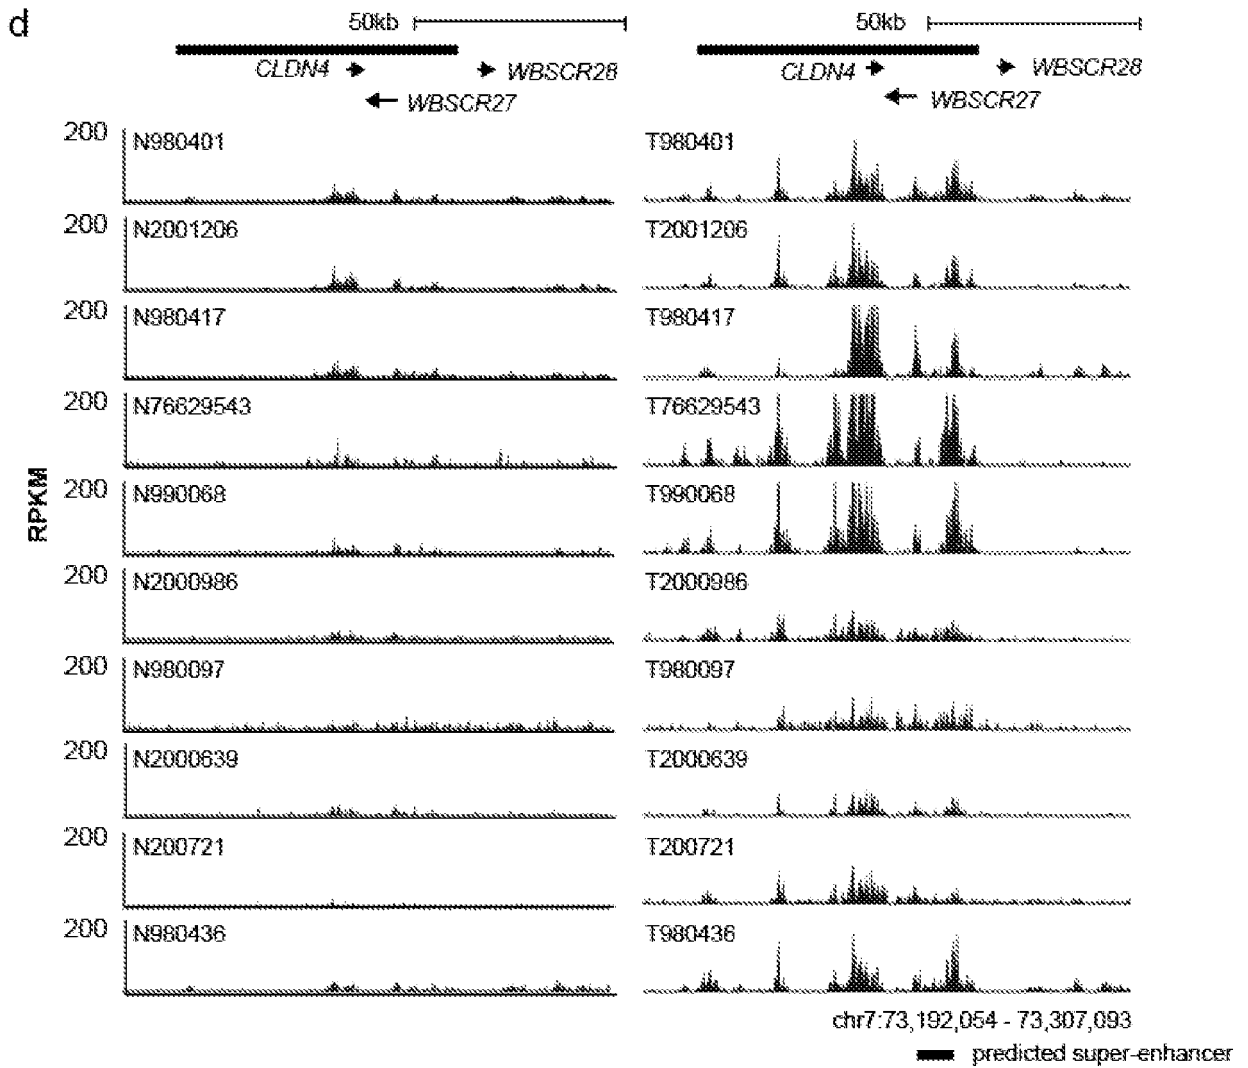 d
50kb 50kb
CLDN4 WBSCR28 CLDN4 WBSCR28
WBSCR27 WBSCR27
200 N980401 T980401
200 N2001206 T2001206
200 N980417 T980417
200 N76629543 T76629543
RPKM
200 N990068 T990068
200 N2000986 T2000986
200 N980097 T980097
200 N2000639 T2000639
200 N200721 T200721
200 N980436 T980436
chr7:73,192,054 - 73,307,093
predicted super-enhancer